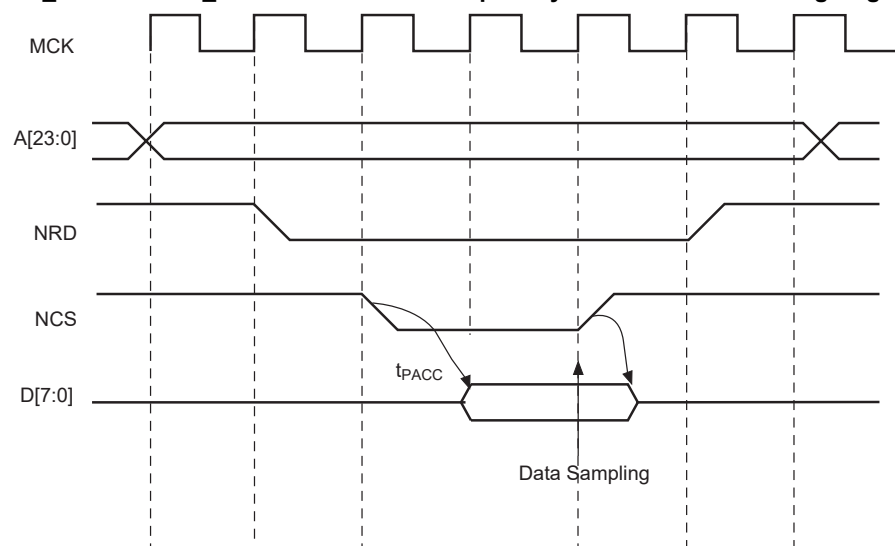 MCK
A[23:0]
NRD
NCS
tPACC
D[7:0]
Data Sampling